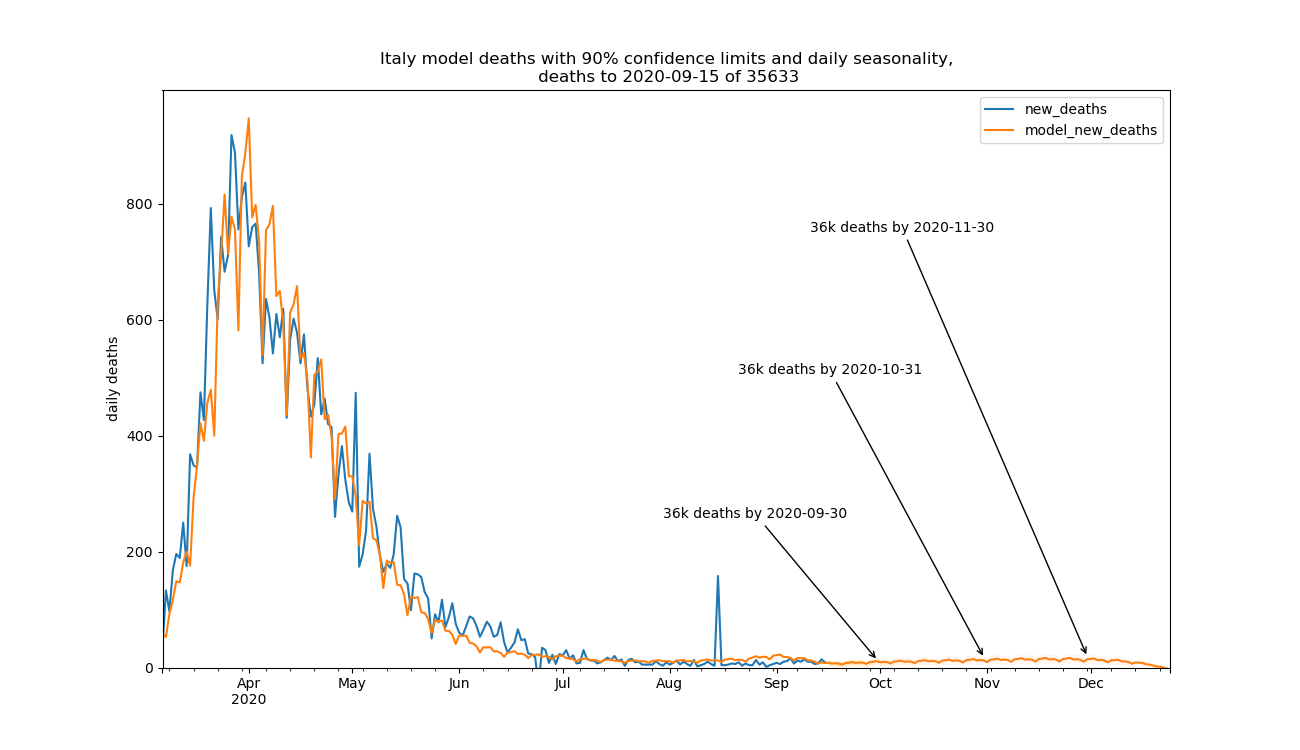 Italy model deaths with 90% confidence limits and daily seasonality,
deaths to 2020-09-15 of 35633
new_deaths
model_new_deaths
800
600
400
200
0
daily deaths
36k deaths by 2020-11-30
36k deaths by 2020-10-31
36k deaths by 2020-09-30
Apr
2020
May
Jun
Jul
Aug
Sep
Oct
Nov
Dec